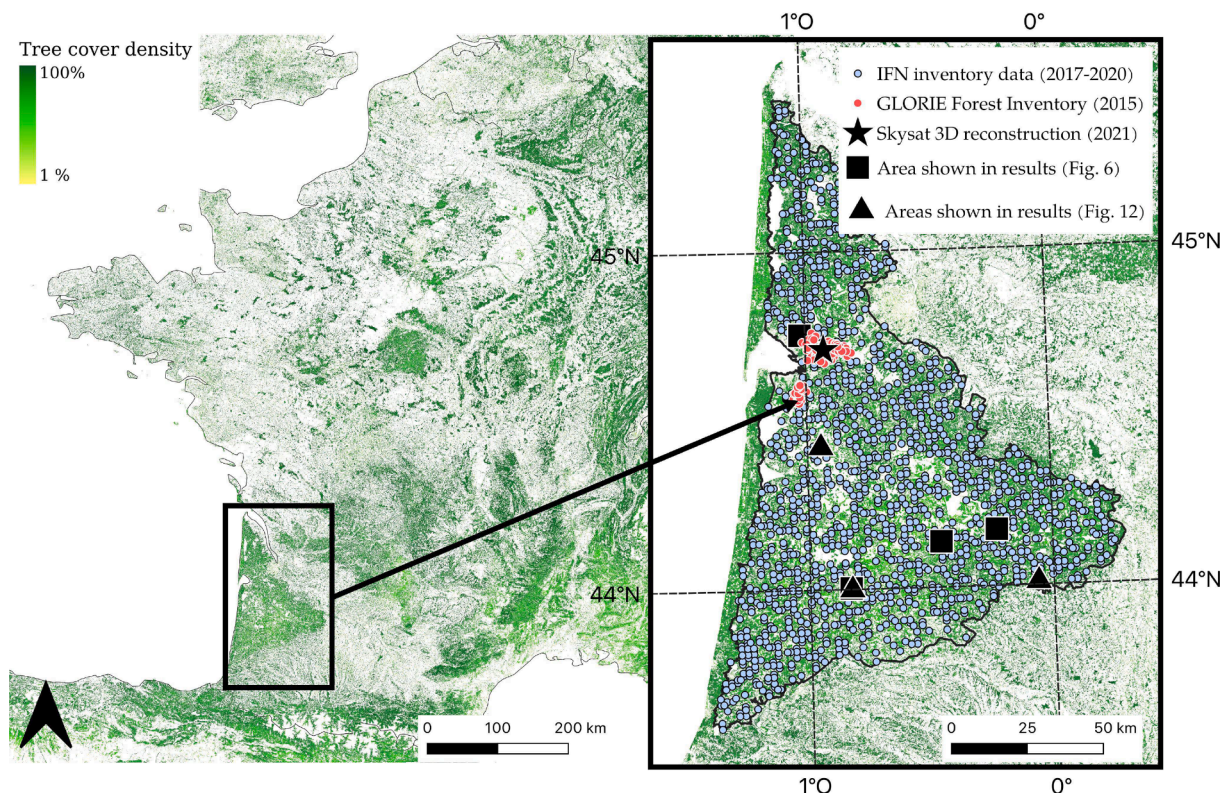 Tree cover density
100%
1 %
1°O
0°
IFN inventory data (2017-2020)
GLORIE Forest Inventory (2015)
Skysat 3D reconstruction (2021)
Area shown in results (Fig. 6)
Areas shown in results (Fig. 12)
45°N
45°N
44°N
44°N
0
100
200 km
0
25
50 km
1°O
0°